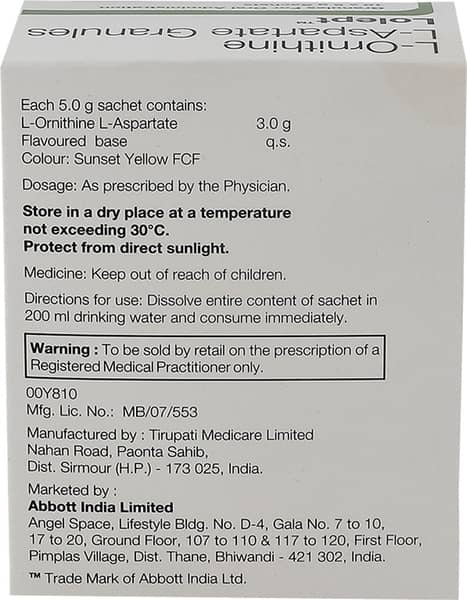 Granules For Oral Administration
Lolept™
L-Ornithine
L-Aspartate Granules
Each 5.0 g sachet contains:
L-Ornithine L-Aspartate 3.0 g
Flavoured base q.s.
Colour: Sunset Yellow FCF
Dosage: As prescribed by the Physician.
Store in a dry place at a temperature
not exceeding 30°C.
Protect from direct sunlight.
Medicine: Keep out of reach of children.
Directions for use: Dissolve entire content of sachet in
200 ml drinking water and consume immediately.
Warning : To be sold by retail on the prescription of a
Registered Medical Practitioner only.
00Y810
Mfg. Lic. No.: MB/07/553
Manufactured by : Tirupati Medicare Limited
Nahan Road, Paonta Sahib,
Dist. Sirmour (H.P.) - 173 025, India.
Marketed by :
Abbott India Limited
Angel Space, Lifestyle Bldg. No. D-4, Gala No. 7 to 10,
17 to 20, Ground Floor, 107 to 110 & 117 to 120, First Floor,
Pimplas Village, Dist. Thane, Bhiwandi - 421 302, India.
™ Trade Mark of Abbott India Ltd.